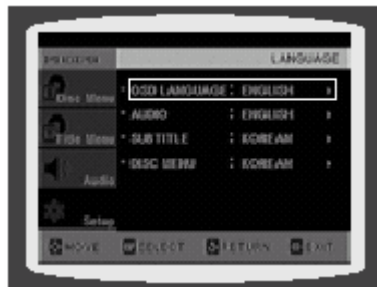 LANGUAGE
Disc Menu
OSD LANGUAGE : ENGLISH
AUDIO : ENGLISH
Title Menu
SUBTITLE : KOREAN
DISC MENU : KOREAN
Audio
Setup
MOVE SELECT RETURN EXIT